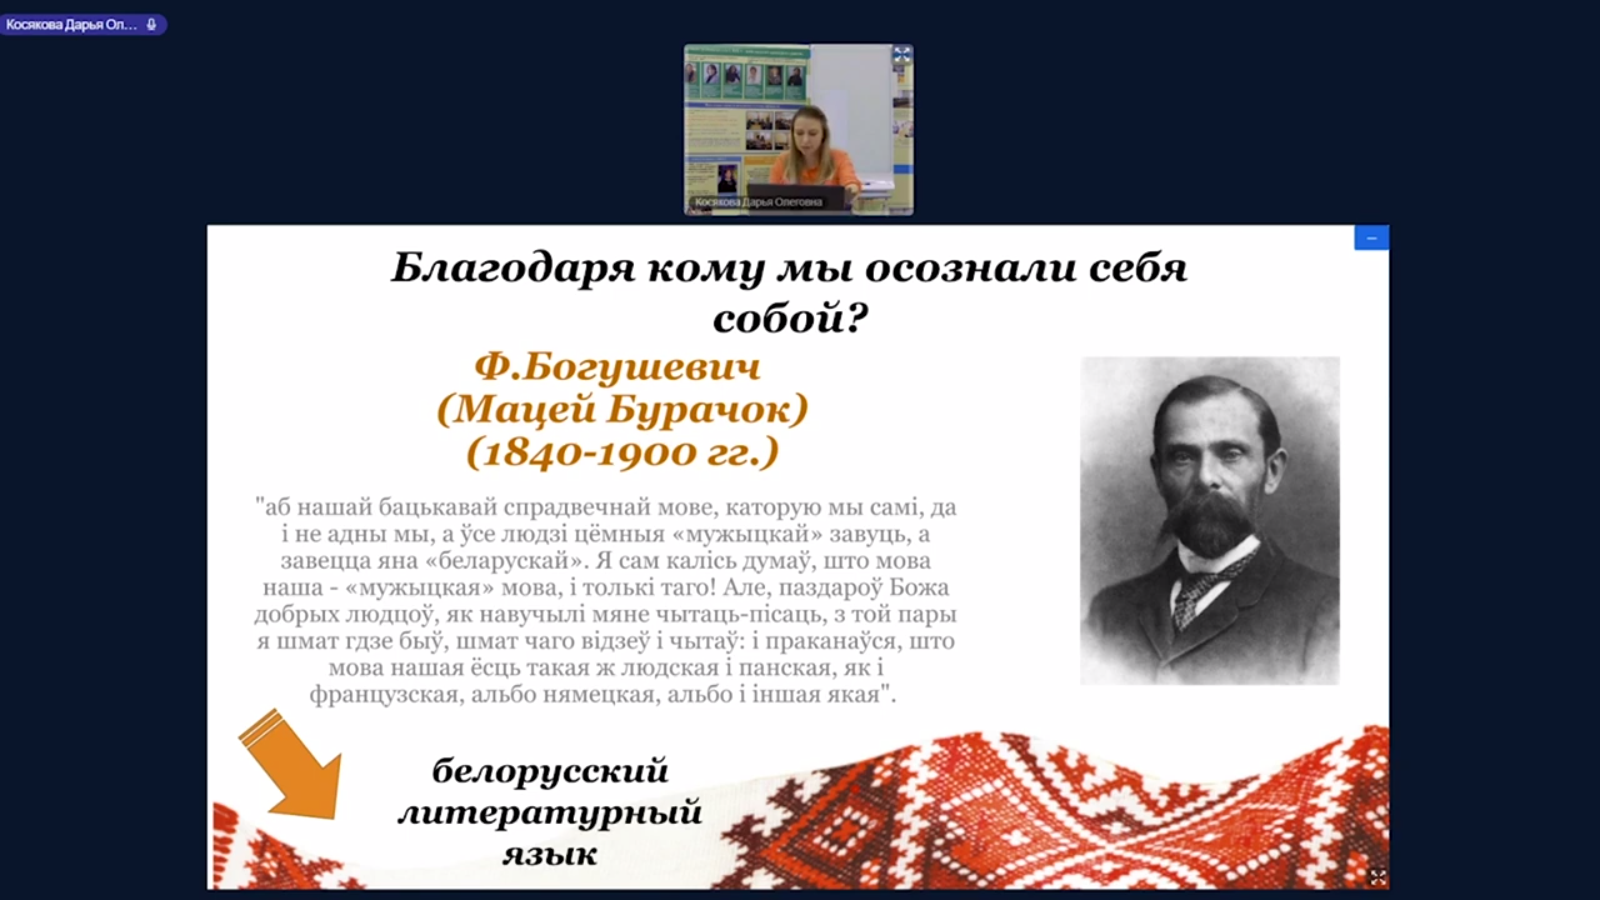 Косякова Дарья Ол...
Косякова Дарья Олеговна
Благодаря кому мы осознали себя
собой?
Ф.Богушевич
(Мацей Бурачок)
(1840-1900 гг.)
"аб нашай бацькавай спрадвечнай мове, каторую мы самі, да
і не адны мы, а ўсе людзі цёмныя «мужыцкай» завуць, а
завецца яна «беларускай». Я сам калісь думаў, што мова
наша - «мужыцкая» мова, і толькі таго! Але, паздароў Божа
добрых людцоў, як навучылі мяне чытаць-пісаць, з той пары
я шмат гдзе быў, шмат чаго відзеў і чытаў: і праканаўся, што
мова нашая ёсць такая ж людская і панская, як і
французская, альбо нямецкая, альбо і іншая якая".
белорусский
литературный
язык